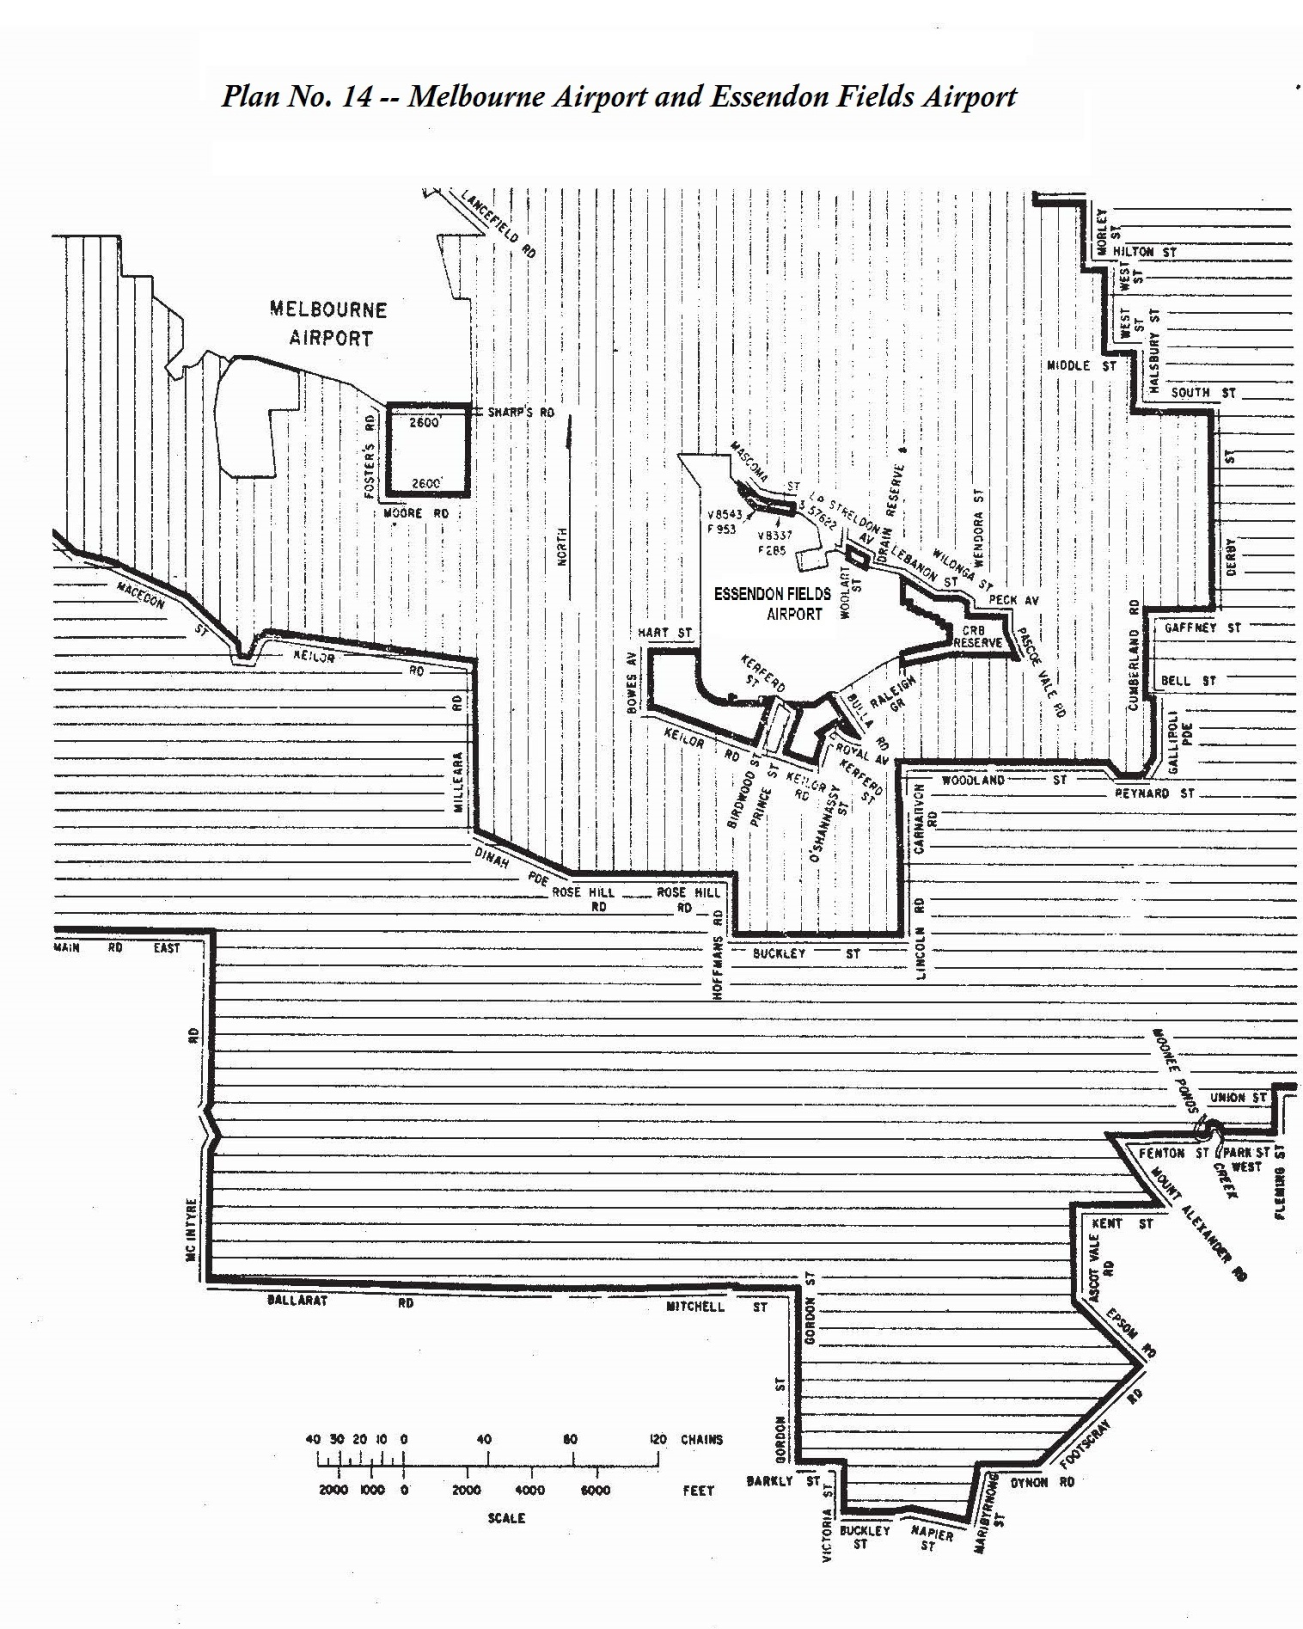 Plan No. 14 -- Melbourne Airport and Essendon Fields Airport
LANCEFIELD RD
MORLEY
ST
HILTON ST
WEST
ST
WEST
ST
MELBOURNE
AIRPORT
HALSBURY ST
MIDDLE ST
SOUTH ST
SHARP'S RD
2600'
FOSTER'S RD
2600'
MOORE RD
MASCOMA
ST
L.P.
3 57622
V8543
F 953
V8337
F 285
STRELDON
AV
DRAIN RESERVE
WENDORA ST
DERBY
ST
NORTH
LEBANON ST
WILONGA ST
PECK AV
WOOLART
ST
ESSENDON FIELDS
AIRPORT
MACEDON
ST
KEILOR
RD
HART ST
CRB
RESERVE
PASCOE VALE RD
CUMBERLAND RD
GAFFNEY ST
BELL ST
GALLIPOLI
PDE
BOWES AV
KERFERD
ST
BULLA RD
RALEIGH
GR
KEILOR RD
ROYAL AV
KERFERD
ST
KEILOR
RD
BIRDWOOD ST
PRINCE ST
O'SHANNASSY
ST
MILLEARA
RD
WOODLAND ST
REYNARD ST
CARNARVON
RD
DINAH PDE
ROSE HILL
RD
ROSE HILL
RD
HOFFMANS RD
LINCOLN RD
BUCKLEY ST
MAIN RD EAST
MC INTYRE
RD
MOONEE PONDS
CREEK
UNION ST
FENTON ST
PARK ST
WEST
FLEMING ST
MOUNT ALEXANDER RD
KENT ST
ASCOT VALE
RD
EPSOM RD
BALLARAT RD
MITCHELL ST
GORDON ST
GORDON ST
FOOTSCRAY RD
40 30 20 10 0 40 80 120 CHAINS
2000 1000 0 2000 4000 6000 FEET
SCALE
BARKLY ST
VICTORIA ST
BUCKLEY
ST
NAPIER
ST
MARIBYRNONG
ST
DYNON RD